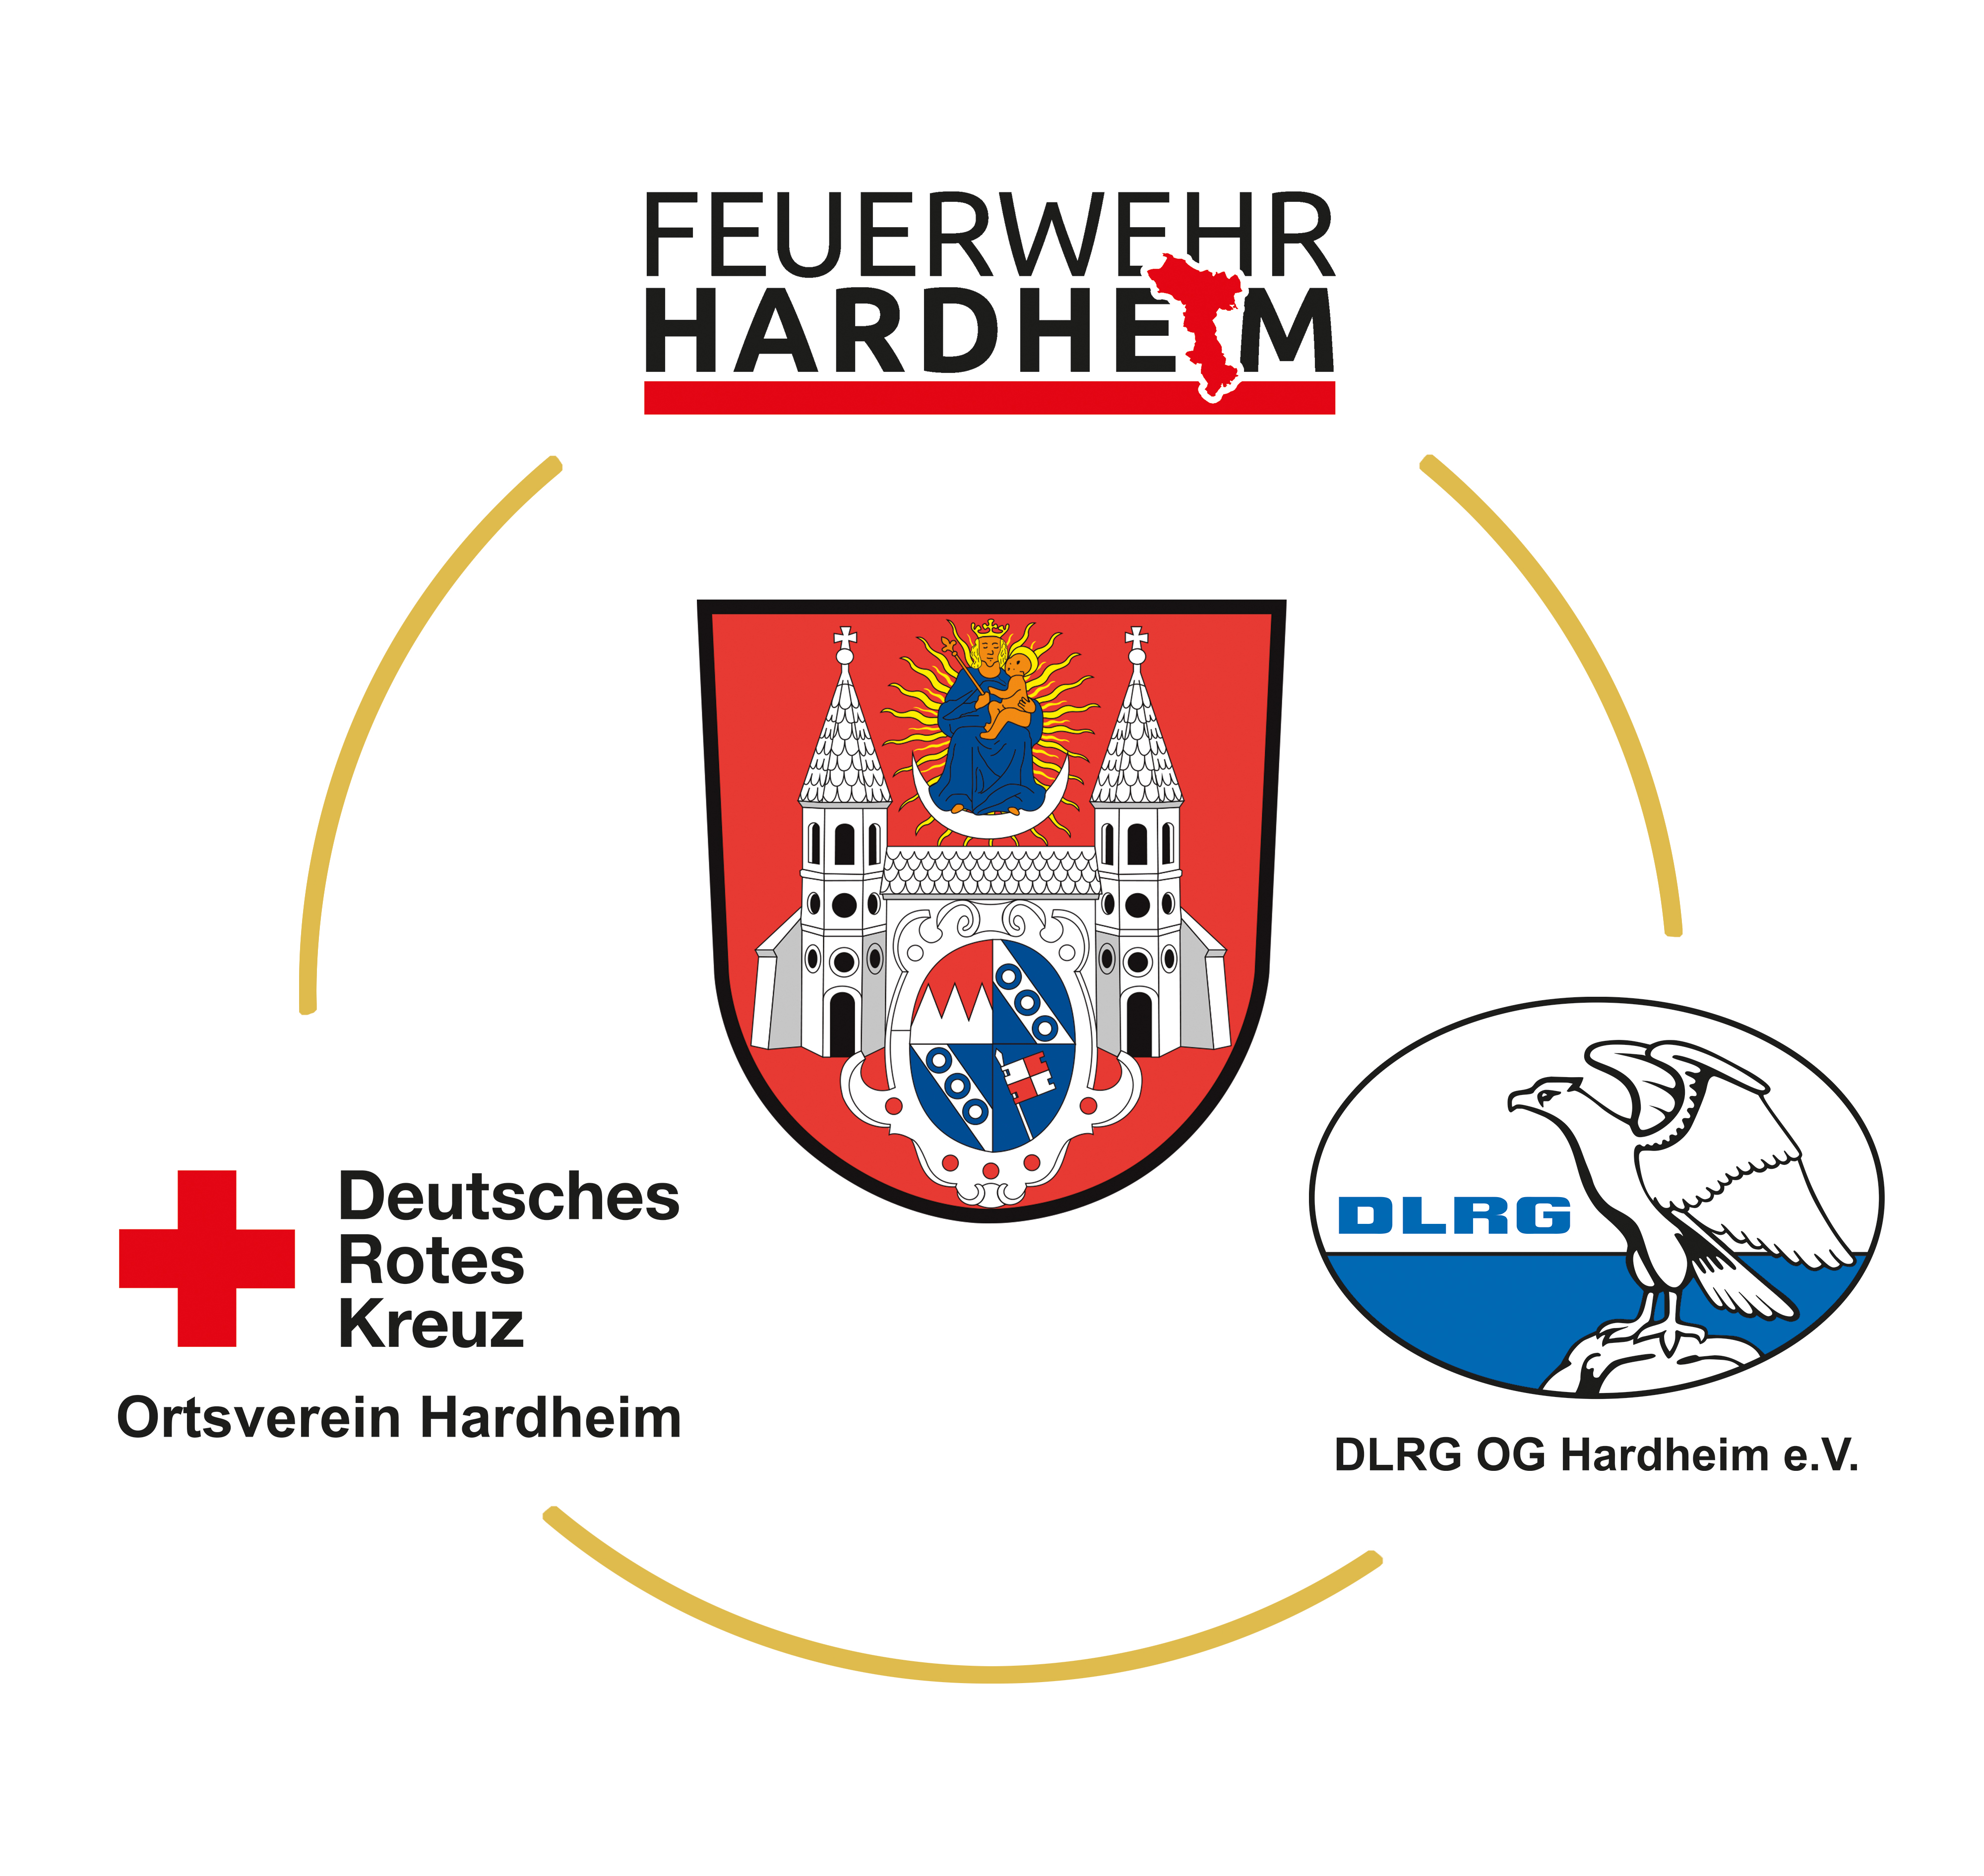 FEUERWEHR
HARDHEIM
Deutsches
Rotes
Kreuz
Ortsverein Hardheim
DLRG
DLRG OG Hardheim e.V.